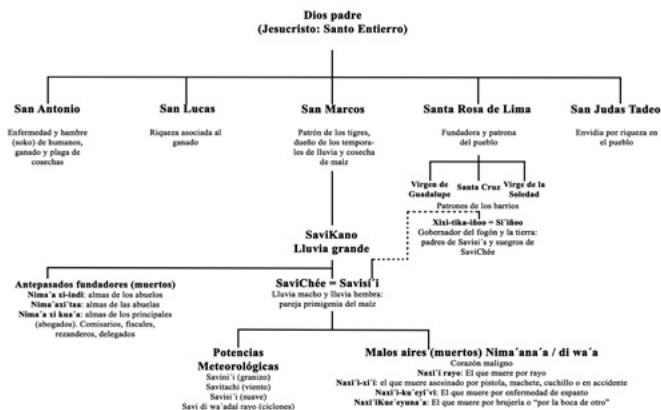 Dios padre
(Jesucristo: Santo Entierro)
San Antonio
Enfermedad y hambre
(soko) de humanos,
ganado y plaga de
cosechas
San Lucas
Riqueza asociada al
ganado
San Marcos
Patrón de los tigres,
dueño de los tempora-
les de lluvia y cosecha
de maíz
Santa Rosa de Lima
Fundadora y patrona
del pueblo
San Judas Tadeo
Envidia por riqueza en
el pueblo
Virgen de
Guadalupe
Santa Cruz
Virge de la
Soledad
Patrones de los barrios
Xixi-tika-iñoo = Si'iñoo
Gobernador del fogón y la tierra:
padres de Savisi's y suegros de
SaviChée
SaviKano
Lluvia grande
Antepasados fundadores (muertos)
Nima'a xi-indi: almas de los abuelos
Nima'axi'taa: almas de las abuelas
Nima'a xi kua'a: almas de los principales
(abogados). Comisarios, fiscales,
rezanderos, delegados
SaviChée = Savisi'i
Lluvia macho y lluvia hembra:
pareja primigenia del maíz
Potencias
Meteorológicas
Savini'i (granizo)
Savitachi (viento)
Savisi'i (suave)
Savi di wa'adaí rayo (ciclones)
Malos aires (muertos) Nima'ana'a / di wa'a
Corazón maligno
Naxi'í rayo: El que muere por rayo
Naxi'í-xi'í: el que muere asesinado por pistola, machete, cuchillo o en accidente
Naxi'í-ku'eyi'vi: El que muere por enfermedad de espanto
Naxi'íKue'eyuna'a: El que muere por brujería o "por la boca de otro"